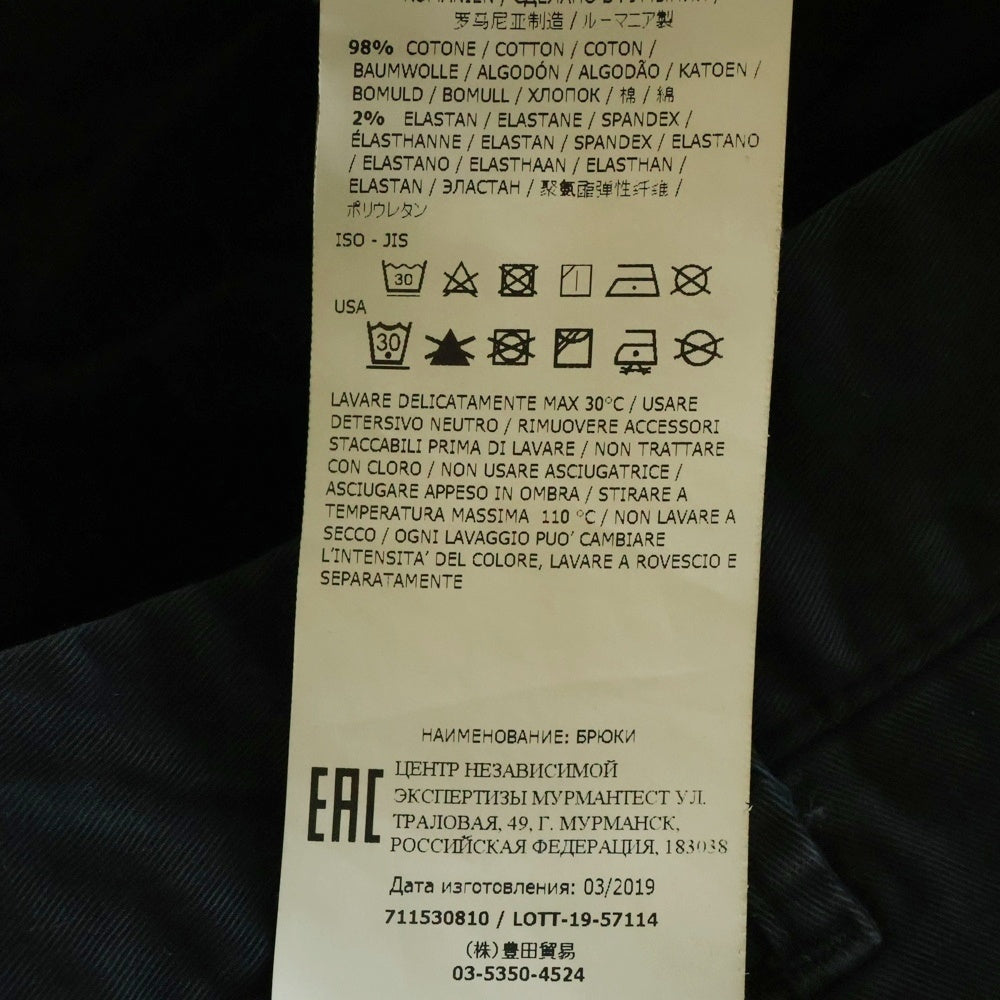 罗马尼亚制造 / ルーマニア製
98% COTONE / COTTON / COTON /
BAUMWOLLE / ALGODÓN / ALGODÃO / KATOEN /
BOMULD / BOMULL / ХЛОПОК / 棉 / 綿
2% ELASTAN / ELASTANE / SPANDEX /
ÉLASTHANNE / ELASTAN / SPANDEX / ELASTANO
/ ELASTANO / ELASTHAAN / ELASTHAN /
ELASTAN / ЭЛАСТАН / 聚氨酯弹性纤维 /
ポリウレタン
ISO - JIS
30
USA
30
LAVARE DELICATAMENTE MAX 30°C / USARE
DETERSIVO NEUTRO / RIMUOVERE ACCESSORI
STACCABILI PRIMA DI LAVARE / NON TRATTARE
CON CLORO / NON USARE ASCIUGATRICE /
ASCIUGARE APPESO IN OMBRA / STIRARE A
TEMPERATURA MASSIMA 110 °C / NON LAVARE A
SECCO / OGNI LAVAGGIO PUO' CAMBIARE
L'INTENSITA' DEL COLORE, LAVARE A ROVESCIO E
SEPARATAMENTE
НАИМЕНОВАНИЕ: БРЮКИ
EAC
ЦЕНТР НЕЗАВИСИМОЙ
ЭКСПЕРТИЗЫ МУРМАНТЕСТ УЛ.
ТРАЛОВАЯ, 49, Г. МУРМАНСК,
РОССИЙСКАЯ ФЕДЕРАЦИЯ, 183038
Дата изготовления: 03/2019
711530810 / LOTT-19-57114
(株)豊田貿易
03-5350-4524